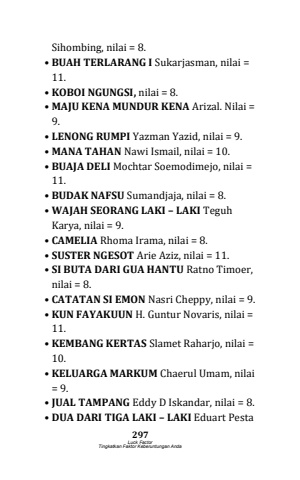 Sihombing, nilai = 8.
• BUAH TERLARANG I Sukarjasman, nilai =
11.
• KOBOI NGUNGSI, nilai = 8.
• MAJU KENA MUNDUR KENA Arizal. Nilai =
9.
• LENONG RUMPI Yazman Yazid, nilai = 9.
• MANA TAHAN Nawi Ismail, nilai = 10.
• BUAJA DELI Mochtar Soemodimejo, nilai =
11.
• BUDAK NAFSU Sumandjaja, nilai = 8.
• WAJAH SEORANG LAKI – LAKI Teguh
Karya, nilai = 9.
• CAMELIA Rhoma Irama, nilai = 8.
• SUSTER NGESOT Arie Aziz, nilai = 11.
• SI BUTA DARI GUA HANTU Ratno Timoer,
nilai = 8.
• CATATAN SI EMON Nasri Cheppy, nilai = 9.
• KUN FAYAKUUN H. Guntur Novaris, nilai =
11.
• KEMBANG KERTAS Slamet Raharjo, nilai =
10.
• KELUARGA MARKUM Chaerul Umam, nilai
= 9.
• JUAL TAMPANG Eddy D Iskandar, nilai = 8.
• DUA DARI TIGA LAKI – LAKI Eduart Pesta
297
Luck Factor
Tingkatkan Faktor Keberuntungan Anda